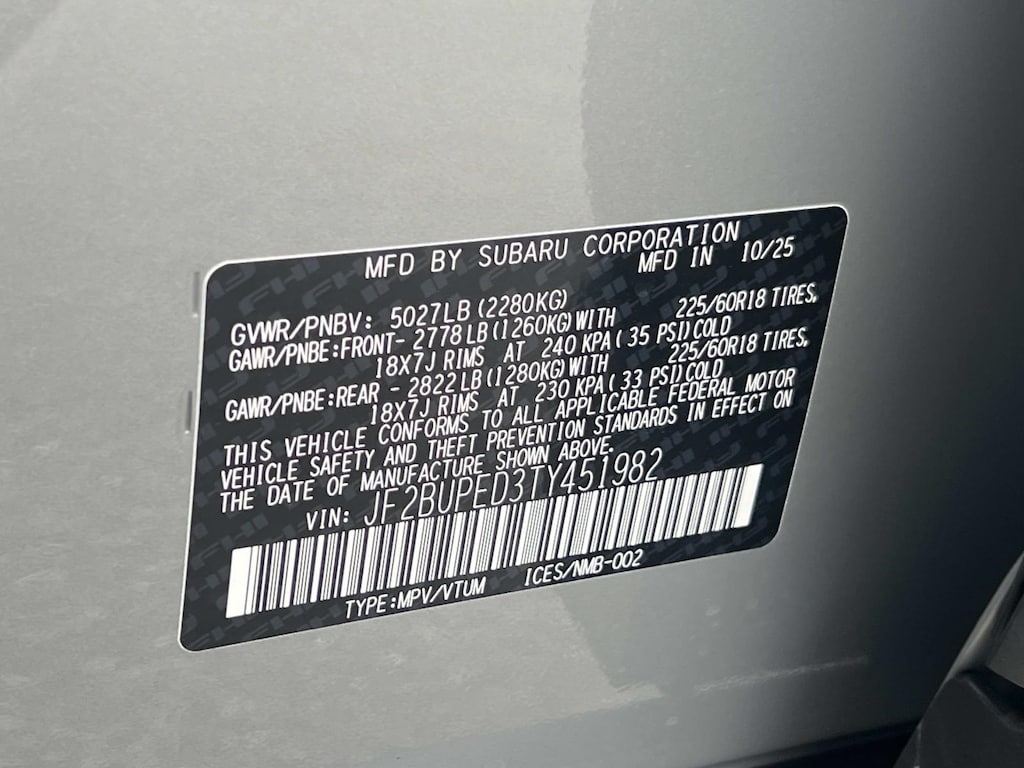 MFD BY SUBARU CORPORATION
MFD IN 10/25
GVWR/PNBV: 5027LB (2280KG)
GAWR/PNBE:FRONT- 2778LB (1260KG) WITH 225/60R18 TIRES,
18X7J RIMS AT 240 KPA ( 35 PSI) COLD
GAWR/PNBE:REAR - 2822LB (1280KG) WITH 225/60R18 TIRES,
18X7J RIMS AT 230 KPA ( 33 PSI) COLD
THIS VEHICLE CONFORMS TO ALL APPLICABLE FEDERAL MOTOR
VEHICLE SAFETY AND THEFT PREVENTION STANDARDS IN EFFECT ON
THE DATE OF MANUFACTURE SHOWN ABOVE.
VIN: JF2BUPED3TY451982
TYPE:MPV/VTUM ICES/NMB-002